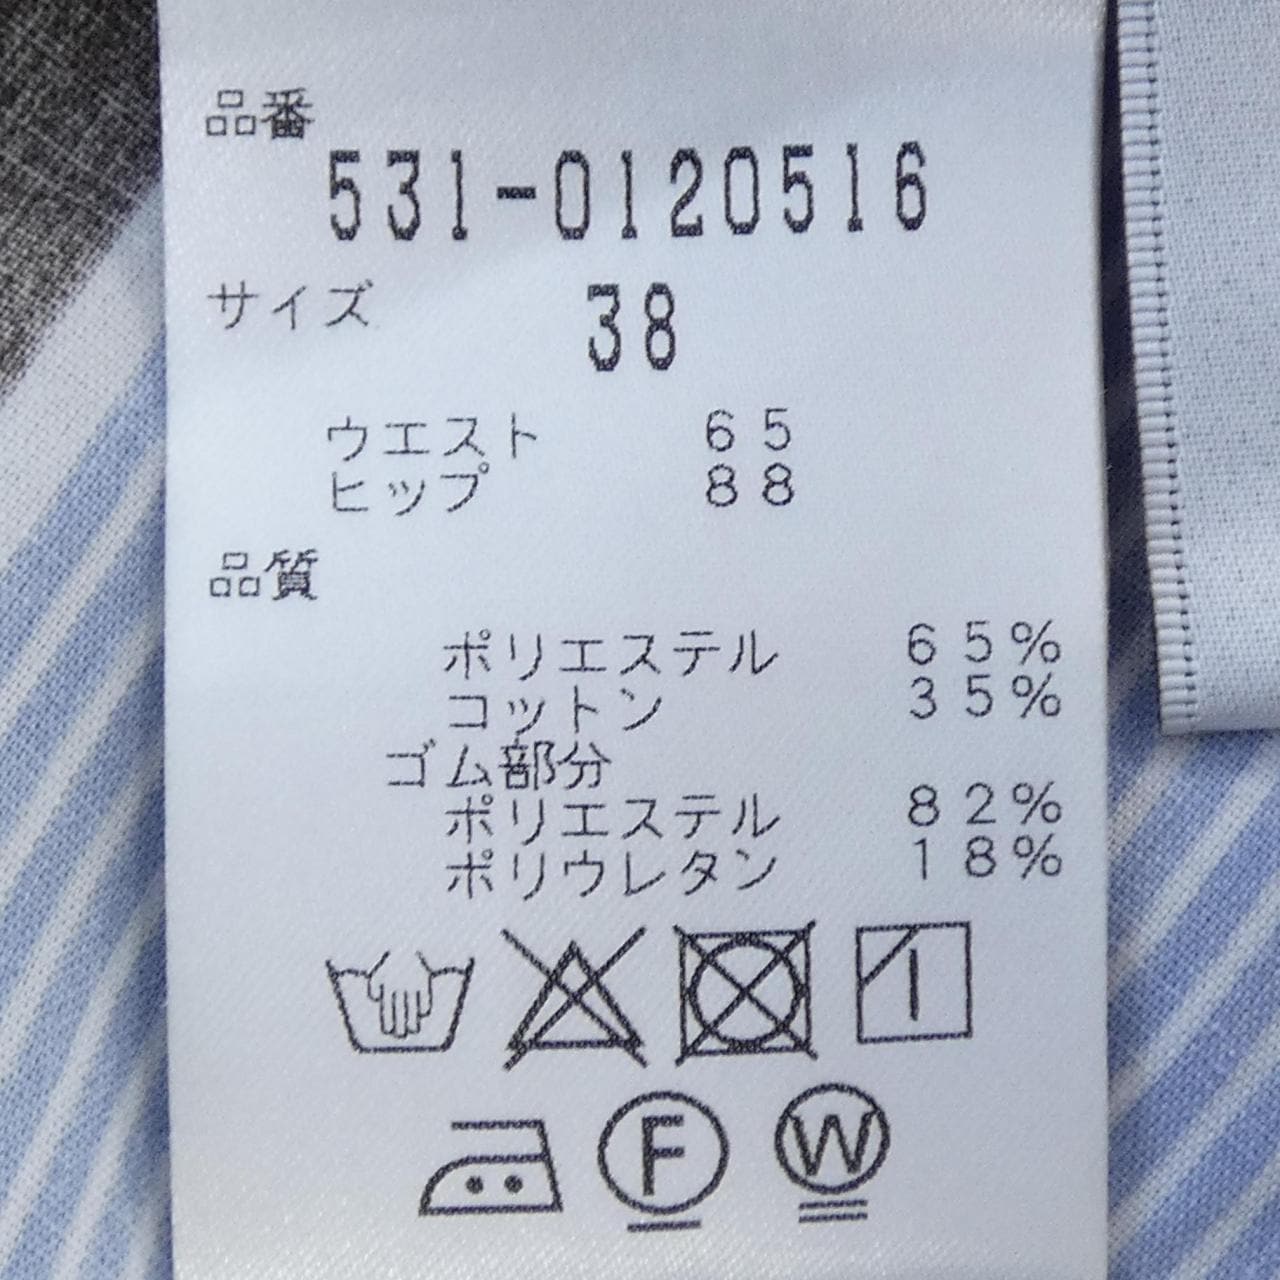 品番
531-0120516
サイズ 38
ウエスト 65
ヒップ 88
品質
ポリエステル 65%
コットン 35%
ゴム部分
ポリエステル 82%
ポリウレタン 18%
F W